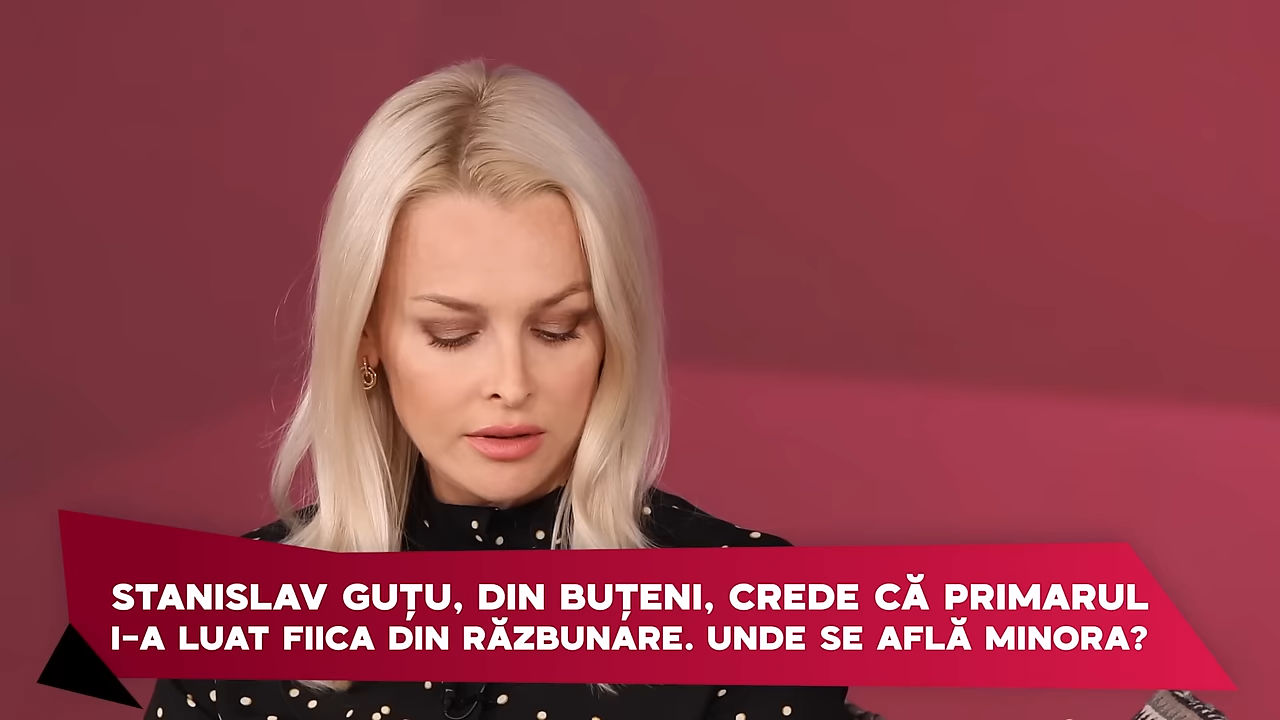 STANISLAV GUȚU, DIN BUȚENI, CREDE CĂ PRIMARUL
I-A LUAT FIICA DIN RĂZBUNARE. UNDE SE AFLĂ MINORA?